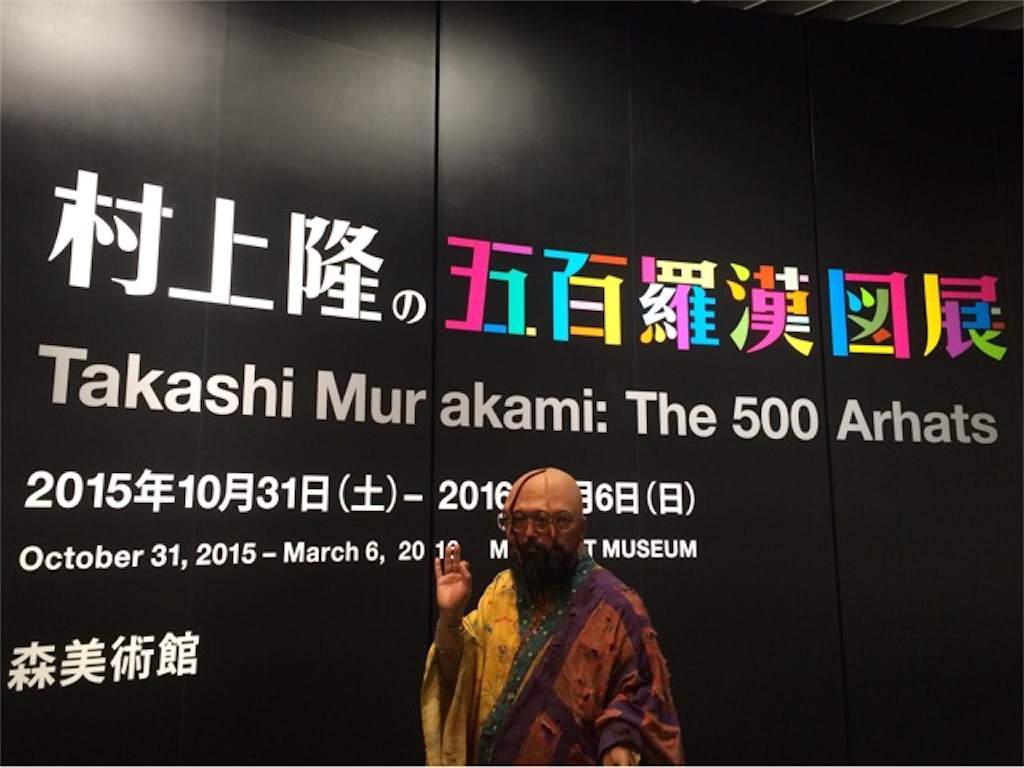 村上隆の五百羅漢図展
Takashi Murakami: The 500 Arhats
2015年10月31日（土）– 2016 月6日（日）
October 31, 2015 – March 6, 2016 M T MUSEUM
森美術館